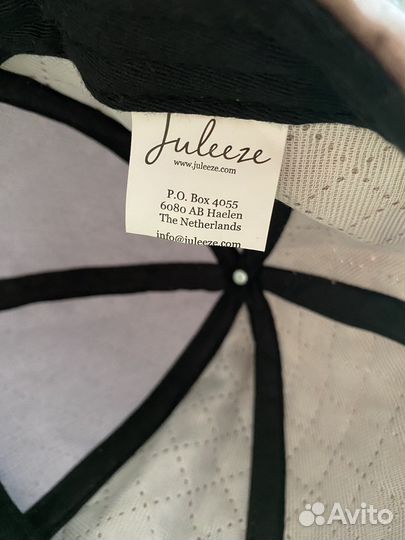 Juleeze
www.juleeze.com
P.O. Box 4055
6080 AB Haelen
The Netherlands
info@juleeze.com
Avito